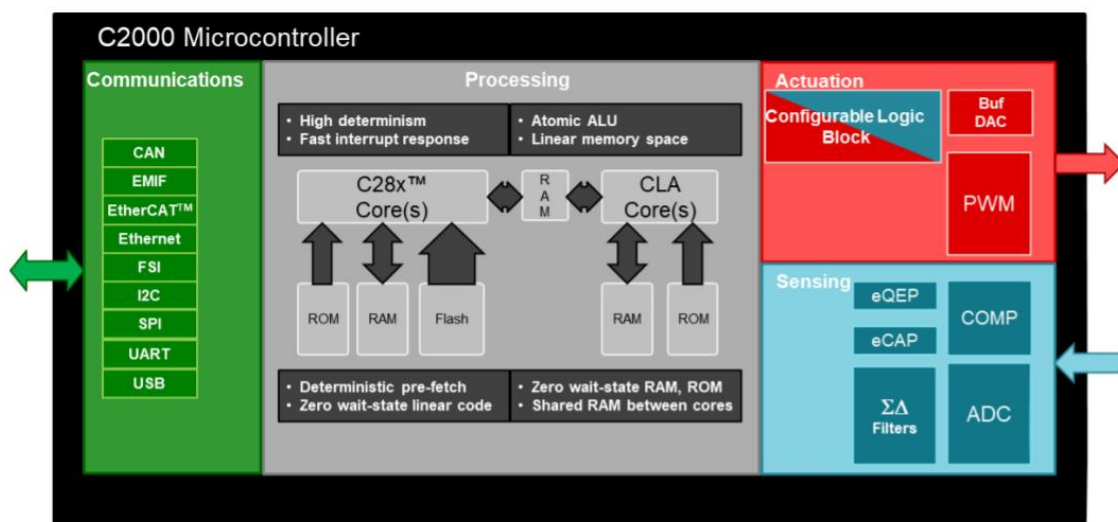 C2000 Microcontroller
Communications
CAN
EMIF
EtherCAT™
Ethernet
FSI
I2C
SPI
UART
USB
Processing
• High determinism
• Fast interrupt response
• Atomic ALU
• Linear memory space
C28x™
Core(s)
R
A
M
CLA
Core(s)
ROM
RAM
Flash
RAM
ROM
• Deterministic pre-fetch
• Zero wait-state linear code
• Zero wait-state RAM, ROM
• Shared RAM between cores
Actuation
Configurable Logic
Block
Buf
DAC
PWM
Sensing
eQEP
eCAP
COMP
ΣΔ
Filters
ADC